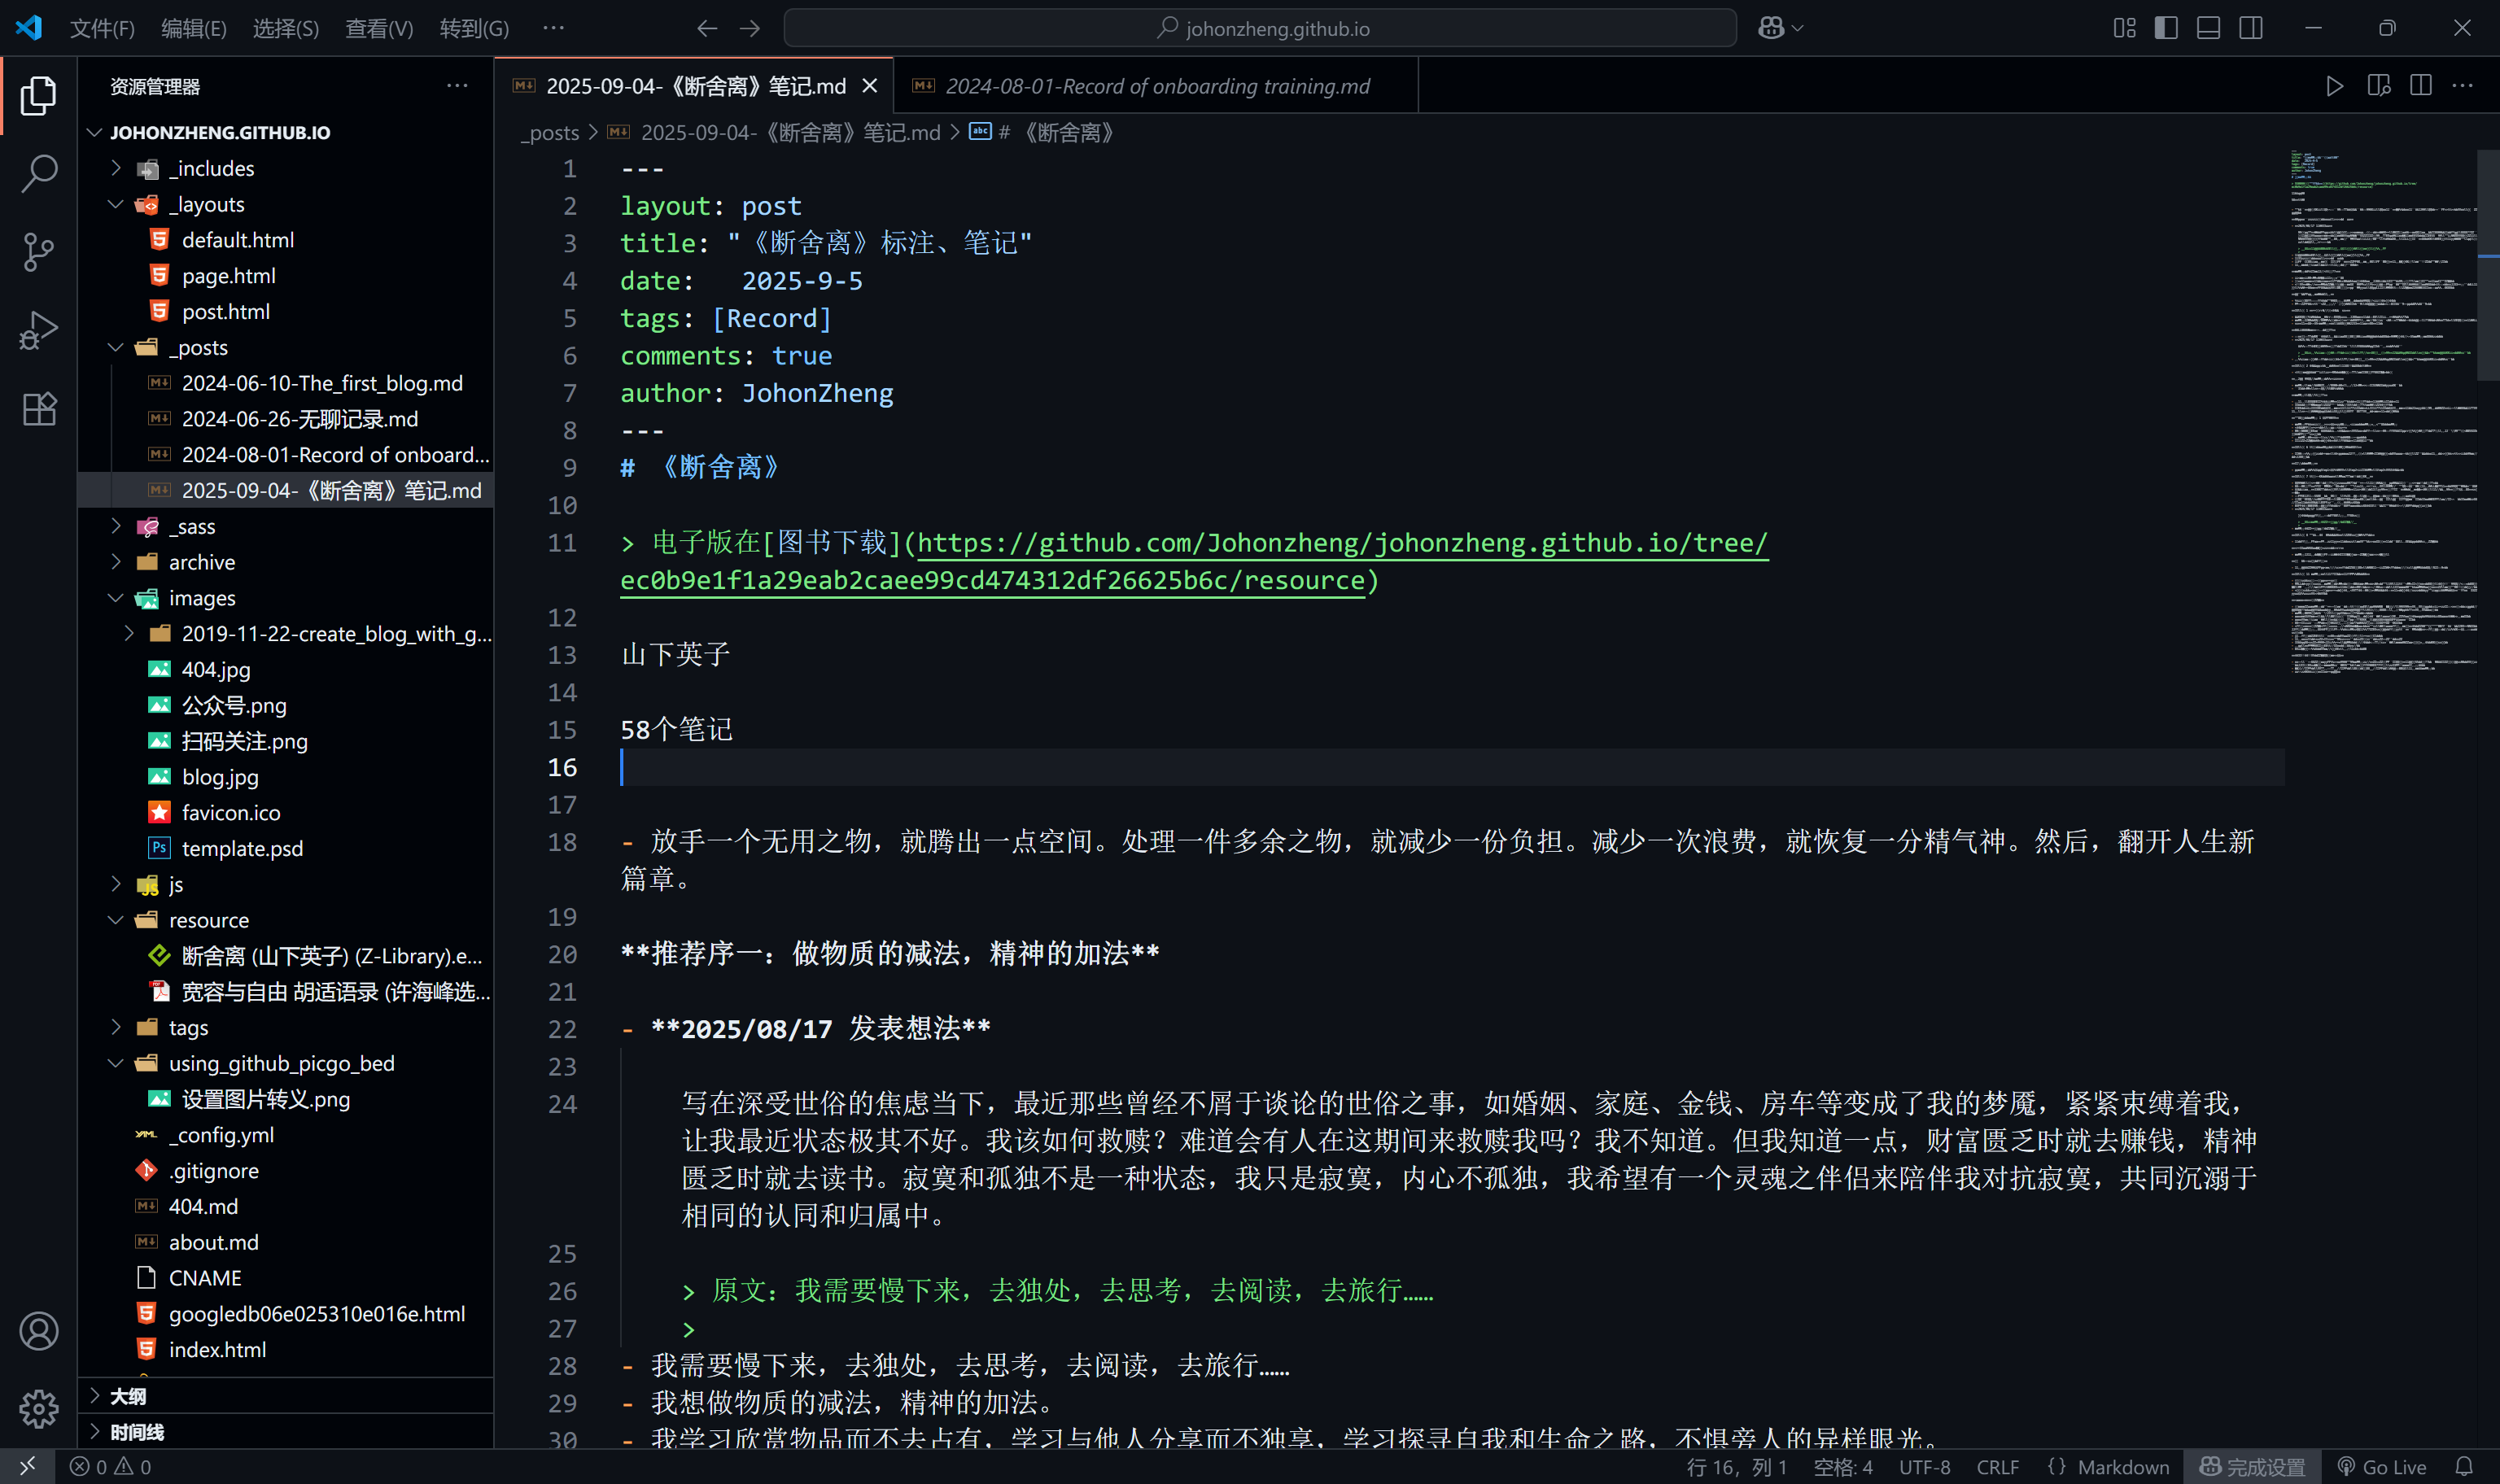 文件(F) 编辑(E) 选择(S) 查看(V) 转到(G) ··· johonzheng.github.io
资源管理器 ···
JOHONZHENG.GITHUB.IO
_includes
_layouts
default.html
page.html
post.html
_posts
2024-06-10-The_first_blog.md
2024-06-26-无聊记录.md
2024-08-01-Record of onboard...
2025-09-04-《断舍离》笔记.md
_sass
archive
images
2019-11-22-create_blog_with_g...
404.jpg
公众号.png
扫码关注.png
blog.jpg
favicon.ico
template.psd
js
resource
断舍离 (山下英子) (Z-Library).e...
宽容与自由 胡适语录 (许海峰选...
tags
using_github_picgo_bed
设置图片转义.png
_config.yml
.gitignore
404.md
about.md
CNAME
googledb06e025310e016e.html
index.html
大纲
时间线
2025-09-04-《断舍离》笔记.md 2024-08-01-Record of onboarding training.md
_posts > 2025-09-04-《断舍离》笔记.md > # 《断舍离》
1 ---
2 layout: post
3 title: "《断舍离》标注、笔记"
4 date: 2025-9-5
5 tags: [Record]
6 comments: true
7 author: JohonZheng
8 ---
9 # 《断舍离》
10
11 > 电子版在[图书下载](https://github.com/Johonzheng/johonzheng.github.io/tree/
ec0b9e1f1a29eab2caee99cd474312df26625b6c/resource)
12
13 山下英子
14
15 58个笔记
16
17
18 - 放手一个无用之物，就腾出一点空间。处理一件多余之物，就减少一份负担。减少一次浪费，就恢复一分精气神。然后，翻开人生新
篇章。
19
20 **推荐序一：做物质的减法，精神的加法**
21
22 - **2025/08/17 发表想法**
23
24 写在深受世俗的焦虑当下，最近那些曾经不屑于谈论的世俗之事，如婚姻、家庭、金钱、房车等变成了我的梦魇，紧紧束缚着我，
让我最近状态极其不好。我该如何救赎？难道会有人在这期间来救赎我吗？我不知道。但我知道一点，财富匮乏时就去赚钱，精神
匮乏时就去读书。寂寞和孤独不是一种状态，我只是寂寞，内心不孤独，我希望有一个灵魂之伴侣来陪伴我对抗寂寞，共同沉溺于
相同的认同和归属中。
25
26 > 原文：我需要慢下来，去独处，去思考，去阅读，去旅行……
27 >
28 - 我需要慢下来，去独处，去思考，去阅读，去旅行……
29 - 我想做物质的减法，精神的加法。
30 - 我学习欣赏物品而不去占有，学习与他人分享而不独享，学习探寻自我和生命之路，不惧旁人的异样眼光。
0 0 行 16，列 1 空格: 4 UTF-8 CRLF {} Markdown 完成设置 Go Live